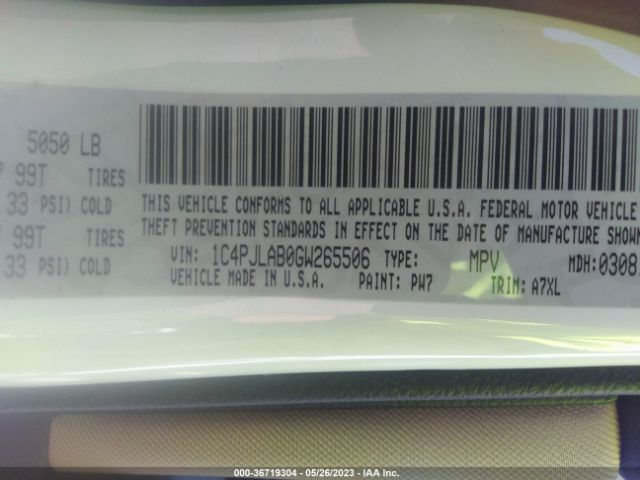 5050 LB
99T TIRES
33 PSI) COLD
99T TIRES
33 PSI) COLD
THIS VEHICLE CONFORMS TO ALL APPLICABLE U.S.A. FEDERAL MOTOR VEHICLE
THEFT PREVENTION STANDARDS IN EFFECT ON THE DATE OF MANUFACTURE SHOWN
VIN: 1C4PJLAB0GW265506 TYPE: MPV MDH:0308
VEHICLE MADE IN U.S.A. PAINT: PW7 TRIM: A7XL
000-36719304 / 05/26/2023 - IAA Inc.